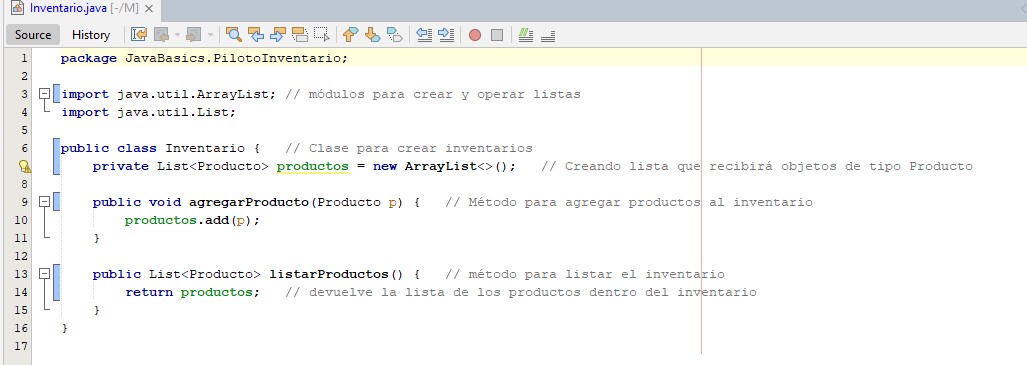 Inventario.java [-/M]
Source History
1 package JavaBasics.PilotoInventario;
2
3 import java.util.ArrayList; // módulos para crear y operar listas
4 import java.util.List;
5
6 public class Inventario { // Clase para crear inventarios
private List<Producto> productos = new ArrayList<>(); // Creando lista que recibirá objetos de tipo Producto
8
9 public void agregarProducto(Producto p) { // Método para agregar productos al inventario
10 productos.add(p);
11 }
12
13 public List<Producto> listarProductos() { // método para listar el inventario
14 return productos; // devuelve la lista de los productos dentro del inventario
15 }
16 }
17